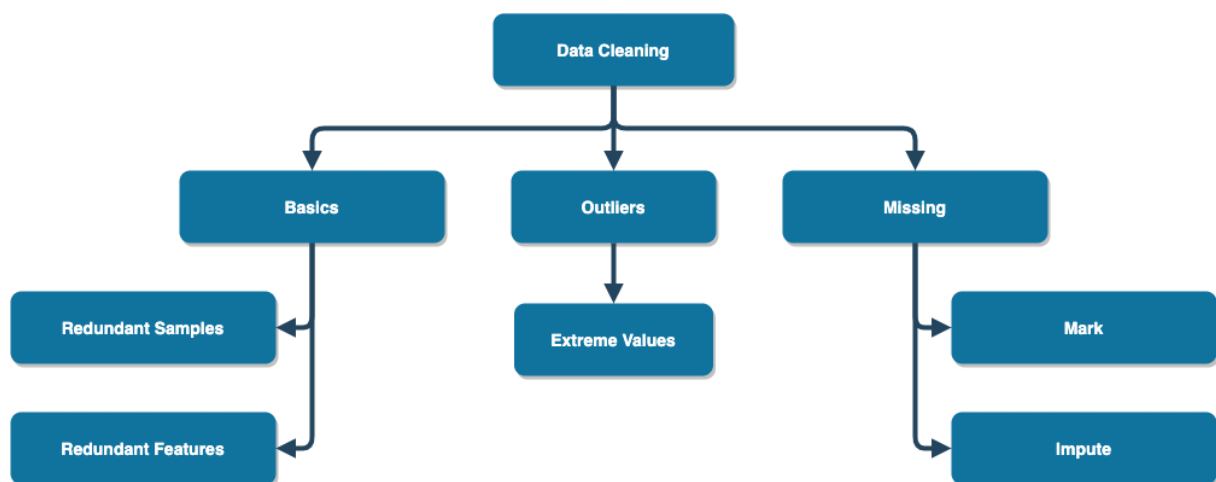 Data Cleaning
Basics
Outliers
Missing
Redundant Samples
Extreme Values
Mark
Redundant Features
Impute